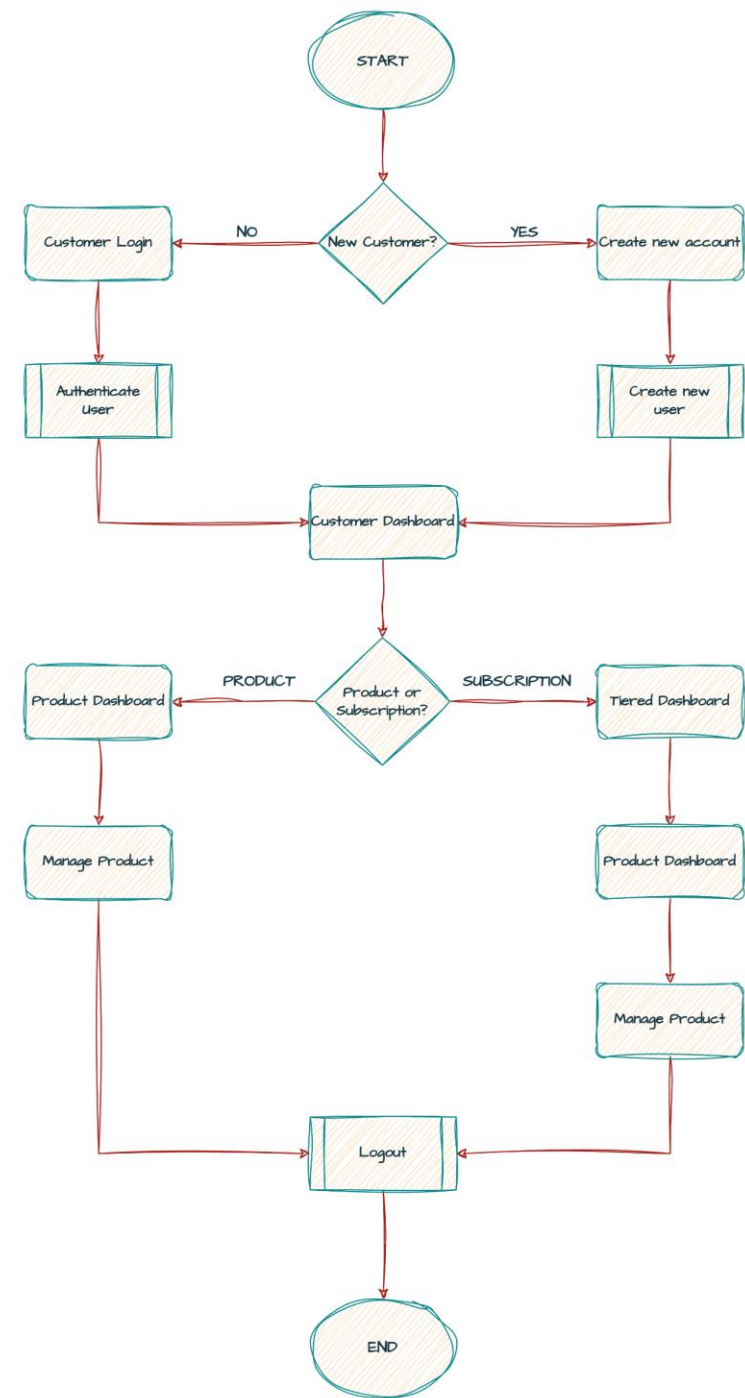 START
NO
YES
Customer Login
New Customer?
Create new account
Authenticate
User
Create new
user
Customer Dashboard
PRODUCT
SUBSCRIPTION
Product Dashboard
Product or
Subscription?
Tiered Dashboard
Manage Product
Product Dashboard
Manage Product
Logout
END